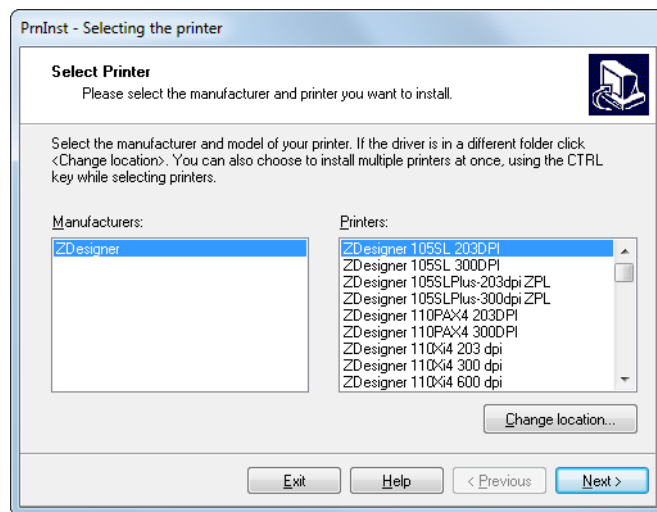 PrnInst - Selecting the printer
Select Printer
Please select the manufacturer and printer you want to install.
Select the manufacturer and model of your printer. If the driver is in a different folder click
<Change location>. You can also choose to install multiple printers at once, using the CTRL
key while selecting printers.
Manufacturers:
ZDesigner
Printers:
ZDesigner 105SL 203DPI
ZDesigner 105SL 300DPI
ZDesigner 105SLPlus-203dpi ZPL
ZDesigner 105SLPlus-300dpi ZPL
ZDesigner 110PAX4 203DPI
ZDesigner 110PAX4 300DPI
ZDesigner 110Xi4 203 dpi
ZDesigner 110Xi4 300 dpi
ZDesigner 110Xi4 600 dpi
Change location...
Exit
Help
< Previous
Next >